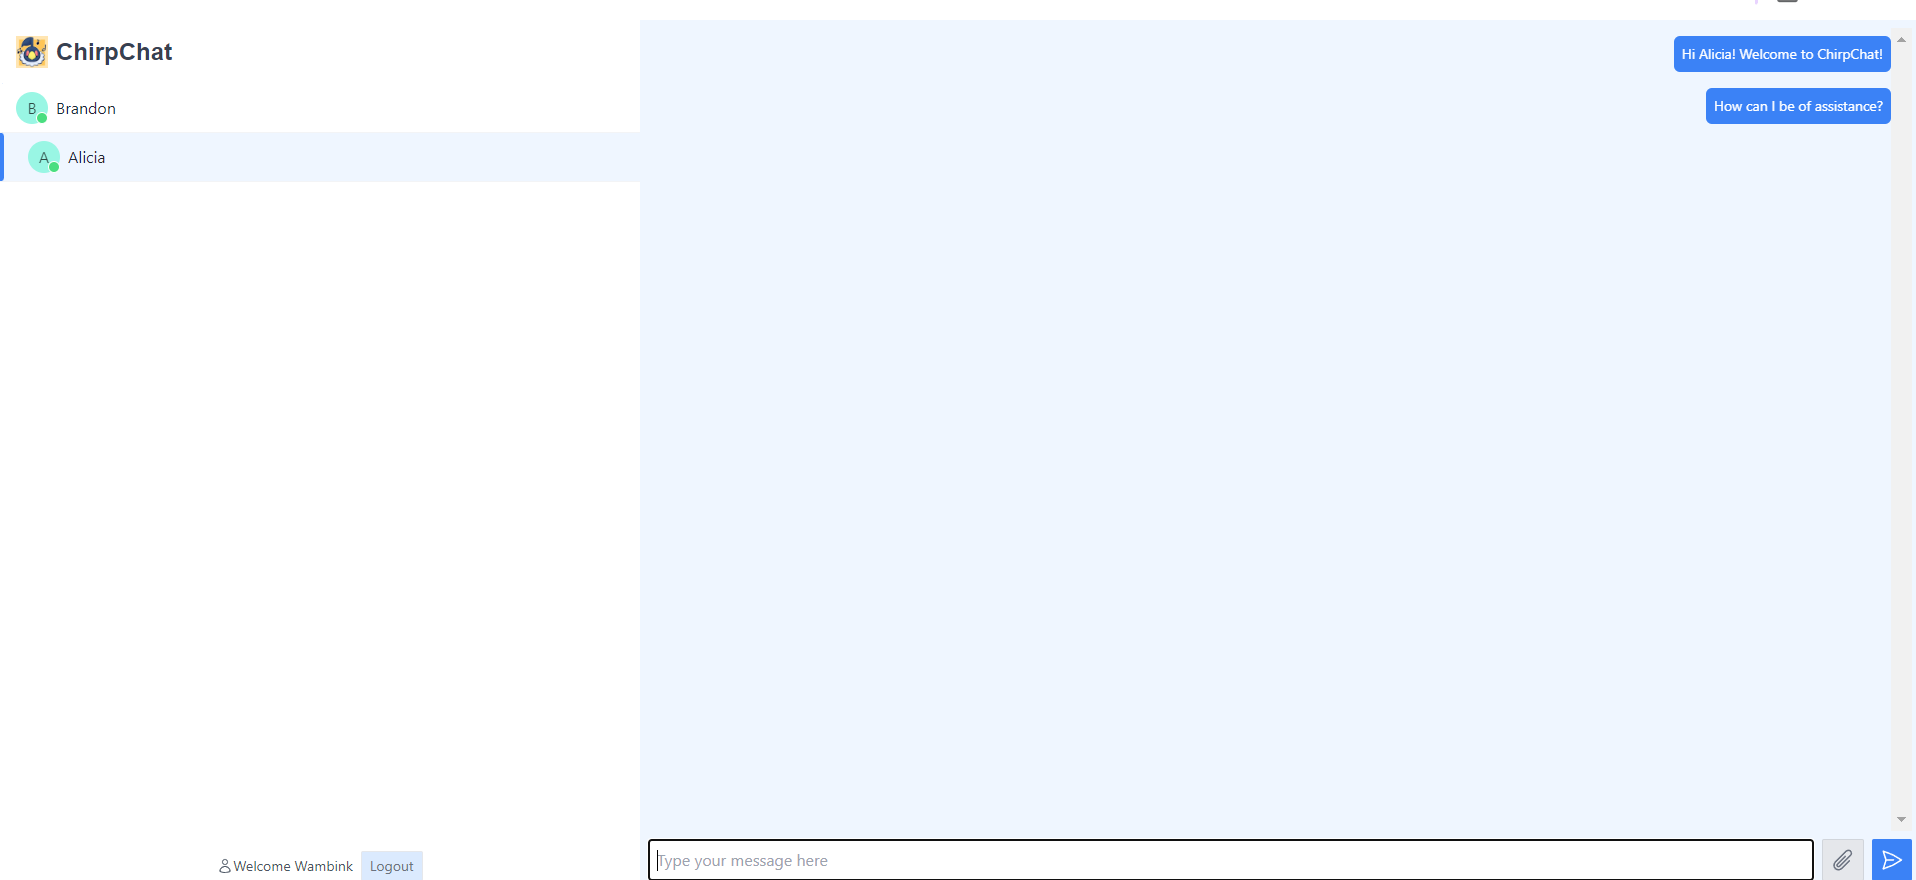 ChirpChat
B Brandon
A Alicia
Welcome Wambink Logout
Hi Alicia! Welcome to ChirpChat!
How can I be of assistance?
Type your message here